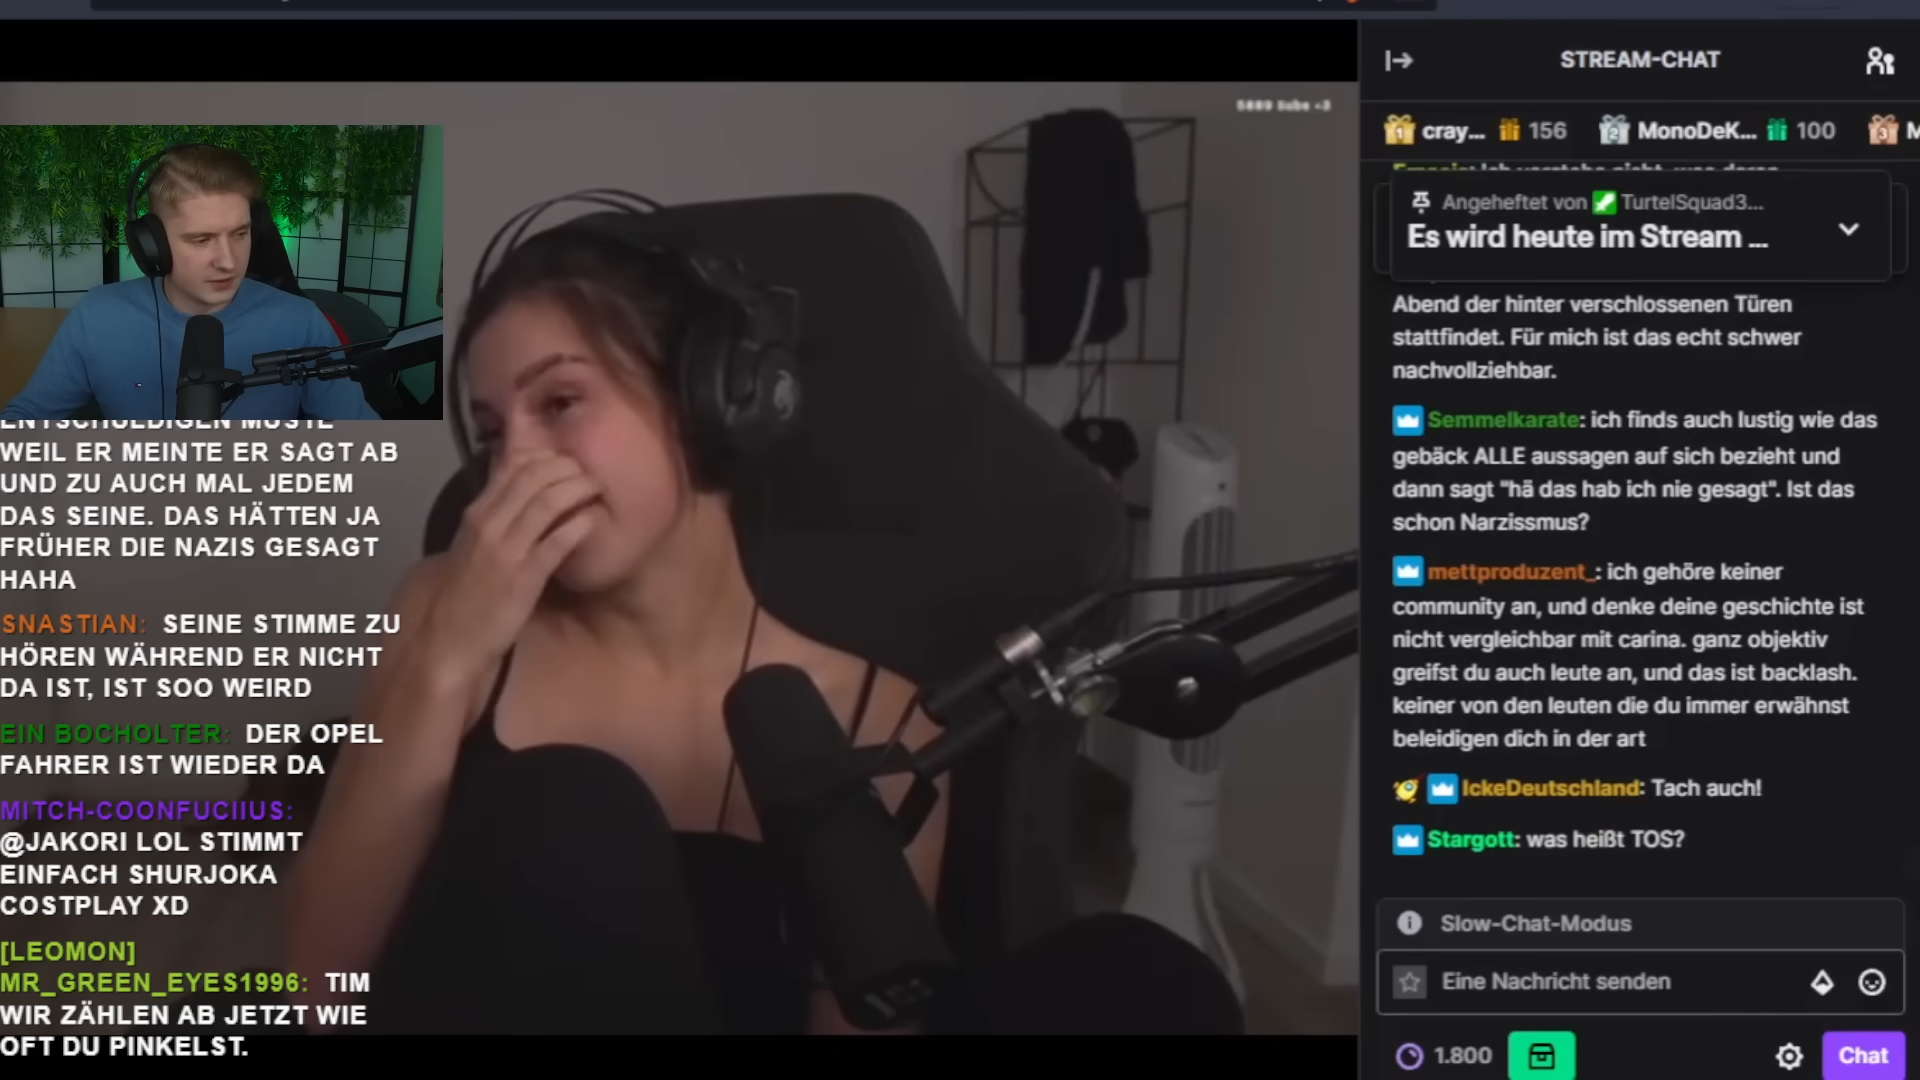 5889 Subs
ENTSCHULDIGEN MUSTE
WEIL ER MEINTE ER SAGT AB
UND ZU AUCH MAL JEDEM
DAS SEINE. DAS HÄTTEN JA
FRÜHER DIE NAZIS GESAGT
HAHA
SNASTIAN: SEINE STIMME ZU
HÖREN WÄHREND ER NICHT
DA IST, IST SOO WEIRD
EIN BOCHOLTER: DER OPEL
FAHRER IST WIEDER DA
MITCH-COONFUCIIUS:
@JAKORI LOL STIMMT
EINFACH SHURJOKA
COSTPLAY XD
[LEOMON]
MR_GREEN_EYES1996: TIM
WIR ZÄHLEN AB JETZT WIE
OFT DU PINKELST.
STREAM-CHAT
1 cray... 156 2 MonoDeK... 100 3 M
Angeheftet von TurtelSquad3...
Es wird heute im Stream ...
Abend der hinter verschlossenen Türen
stattfindet. Für mich ist das echt schwer
nachvollziehbar.
Semmelkarate: ich finds auch lustig wie das
gebäck ALLE aussagen auf sich bezieht und
dann sagt "hä das hab ich nie gesagt". Ist das
schon Narzissmus?
mettproduzent_: ich gehöre keiner
community an, und denke deine geschichte ist
nicht vergleichbar mit carina. ganz objektiv
greifst du auch leute an, und das ist backlash.
keiner von den leuten die du immer erwähnst
beleidigen dich in der art
IckeDeutschland: Tach auch!
Stargott: was heißt TOS?
Slow-Chat-Modus
Eine Nachricht senden
1.800
Chat